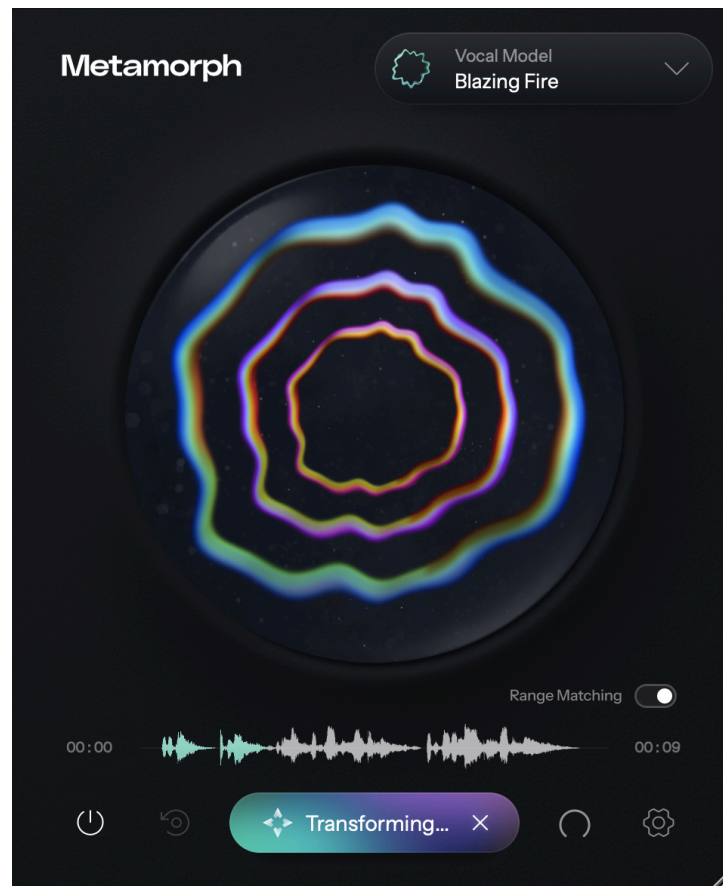 Metamorph
Vocal Model
Blazing Fire
Range Matching
00:00
00:09
Transforming...